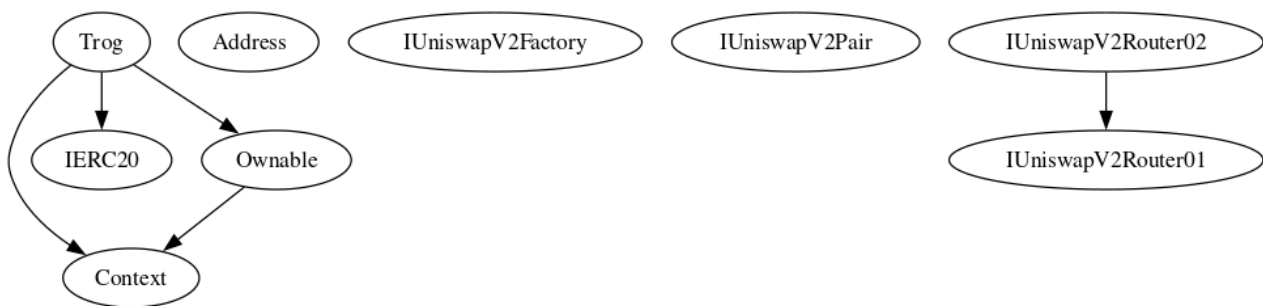 Trog
Address
IUniswapV2Factory
IUniswapV2Pair
IUniswapV2Router02
IERC20
Ownable
IUniswapV2Router01
Context